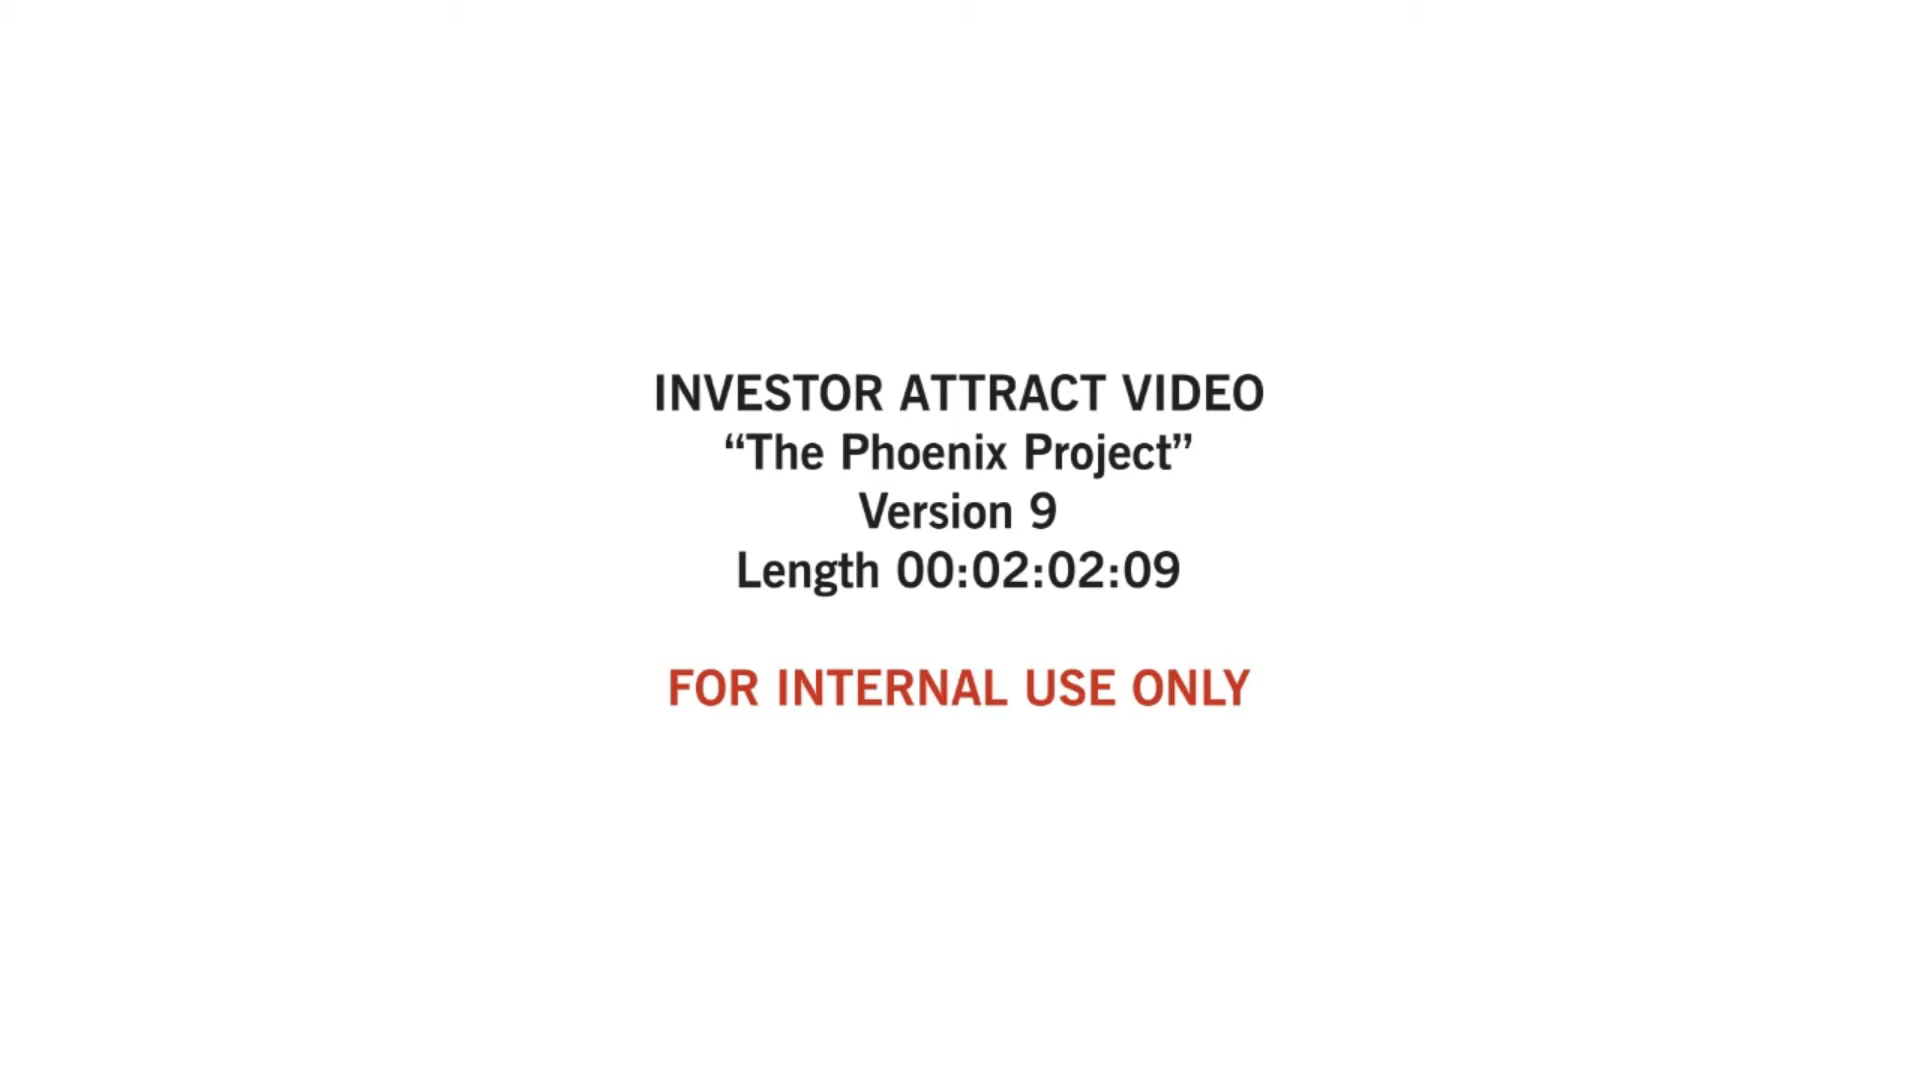 INVESTOR ATTRACT VIDEO
“The Phoenix Project”
Version 9
Length 00:02:02:09
FOR INTERNAL USE ONLY